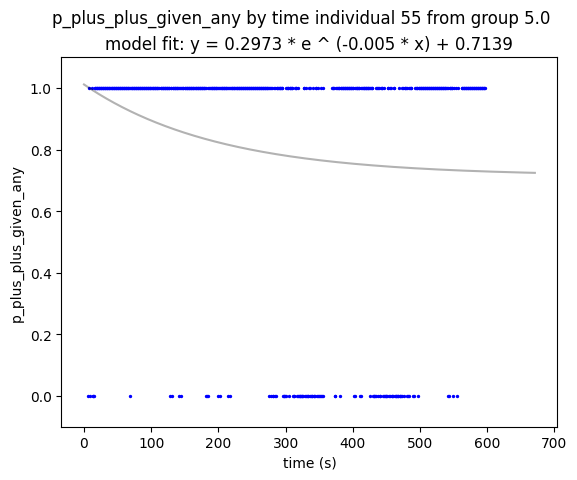 p_plus_plus_given_any by time individual 55 from group 5.0
model fit: y = 0.2973 * e ^ (-0.005 * x) + 0.7139
1.0
0.8
0.6
0.4
0.2
0.0
p_plus_plus_given_any
0 100 200 300 400 500 600 700
time (s)